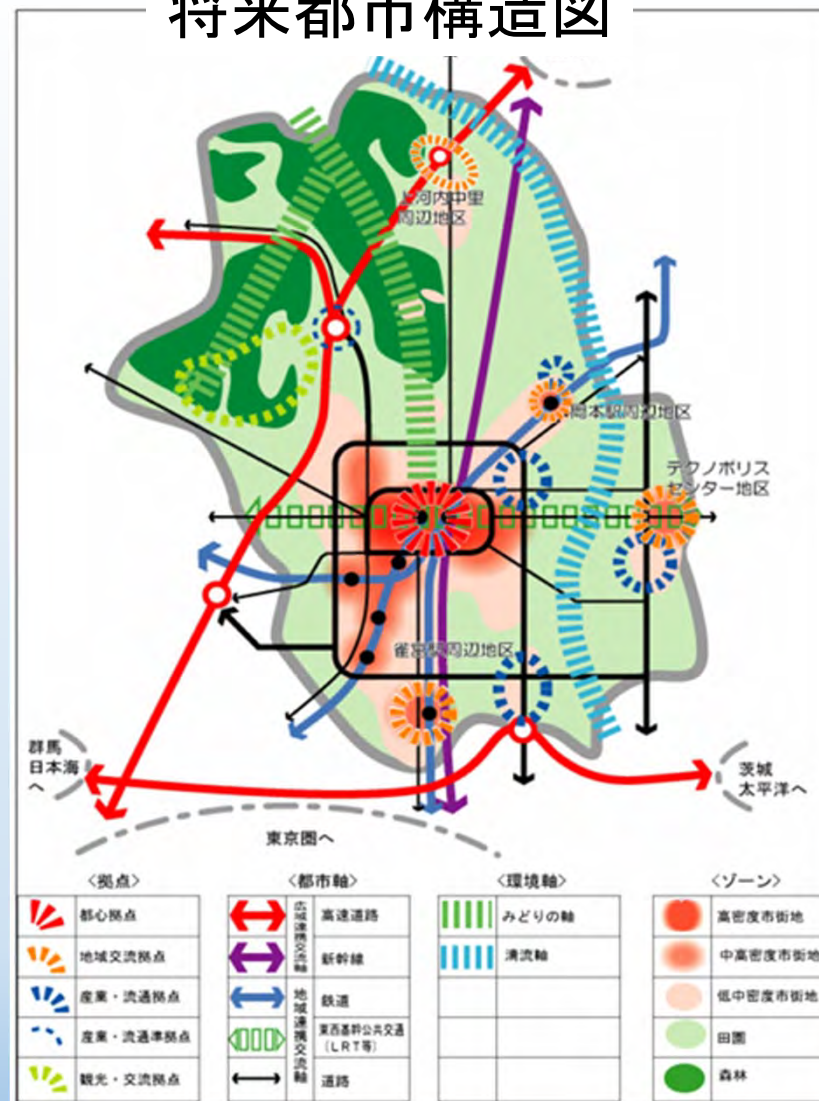 将来都市構造図
上河内中里
周辺地区
岡本駅周辺地区
テクノポリス
センター地区
雀宮駅周辺地区
群馬
日本海
へ
茨城
太平洋へ
東京圏へ
<拠点>
都心拠点
地域交流拠点
産業・流通拠点
産業・流通準拠点
観光・交流拠点
<都市軸>
広域連携交流軸
高速道路
新幹線
地域連携交流軸
鉄道
東西基幹公共交通
(LRT等)
道路
<環境軸>
みどりの軸
清流軸
<ゾーン>
高密度市街地
中高密度市街地
低中密度市街地
田園
森林